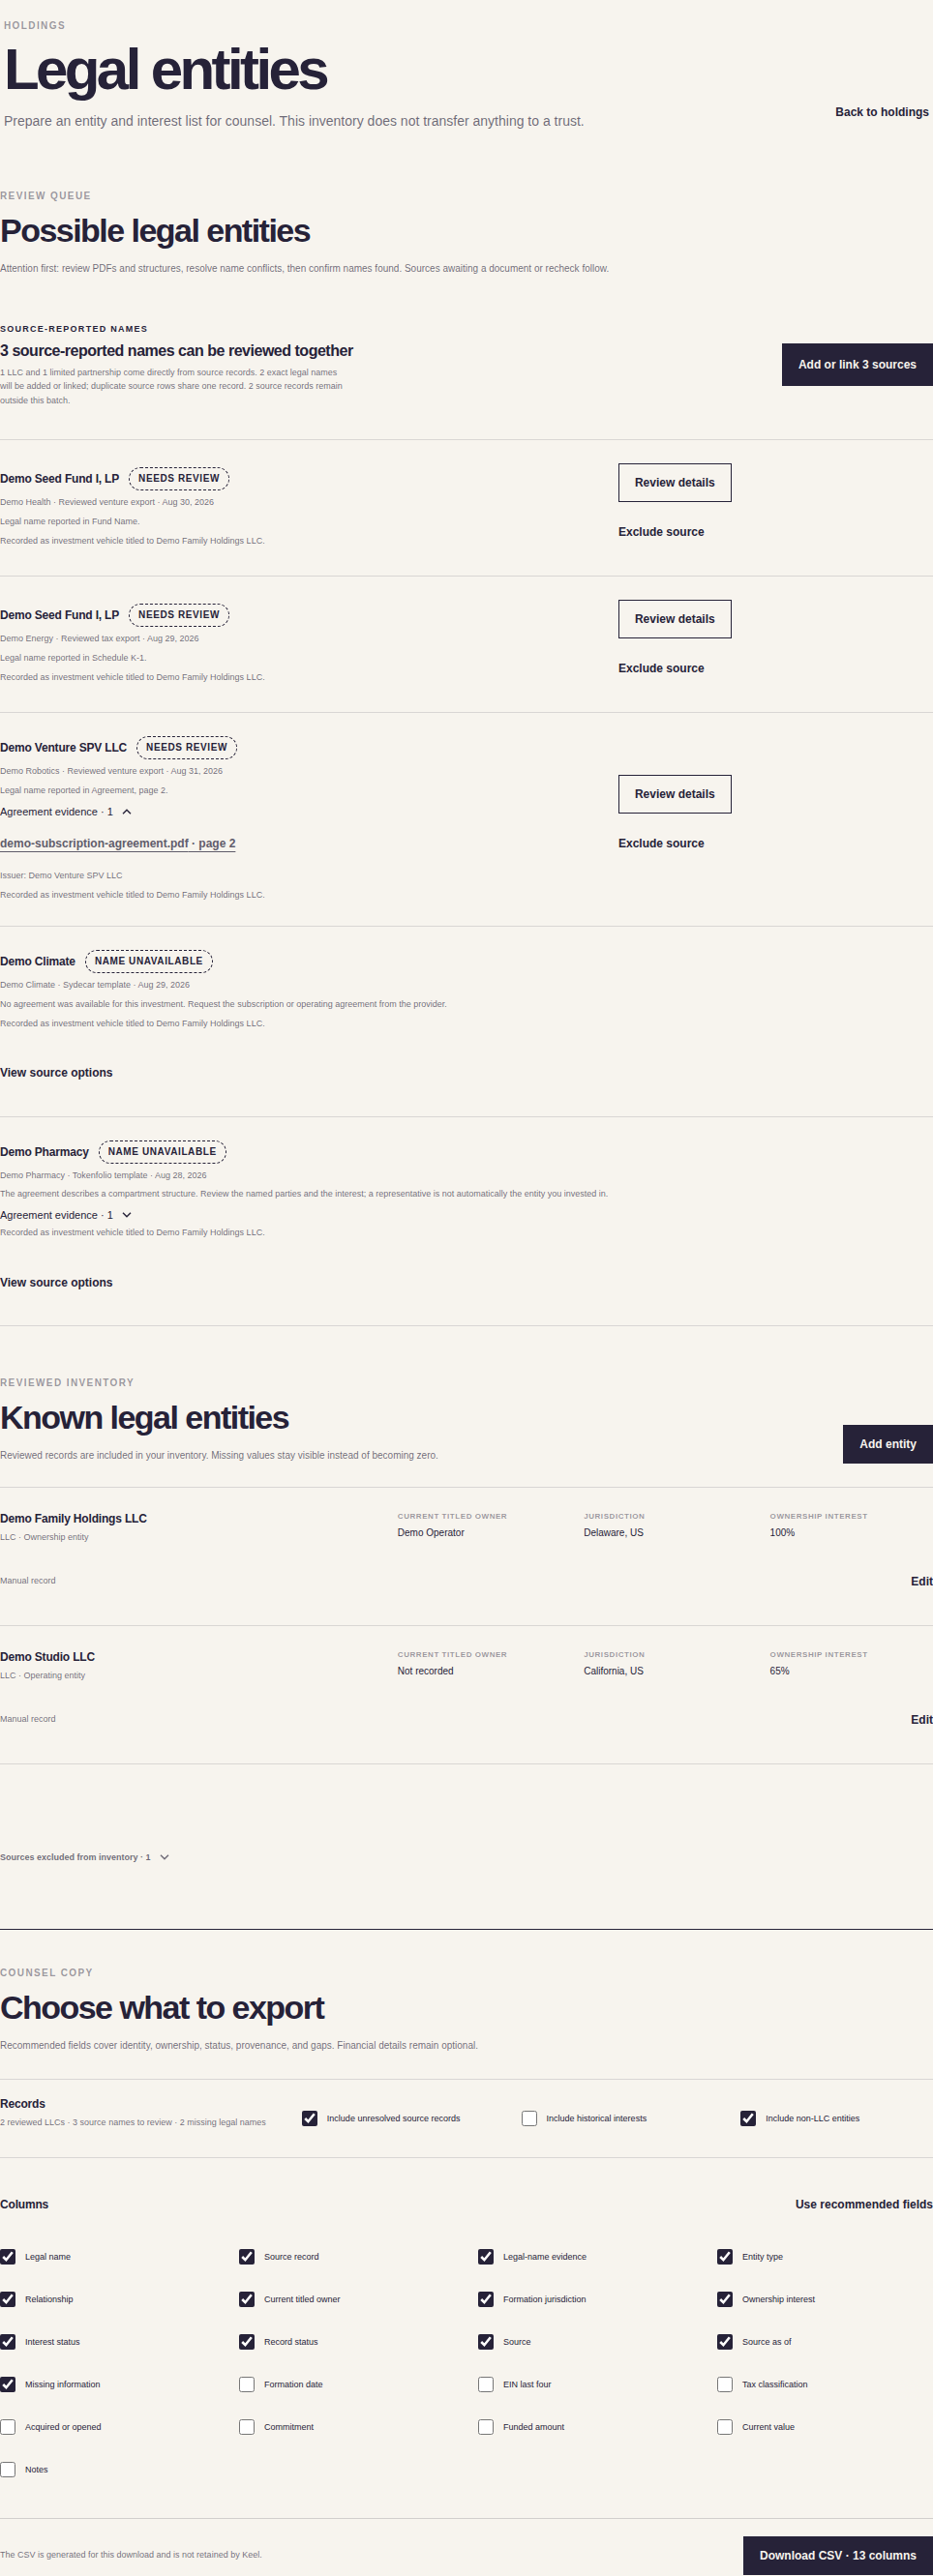 HOLDINGS
Legal entities
Prepare an entity and interest list for counsel. This inventory does not transfer anything to a trust.
Back to holdings
REVIEW QUEUE
Possible legal entities
Attention first: review PDFs and structures, resolve name conflicts, then confirm names found. Sources awaiting a document or recheck follow.
SOURCE-REPORTED NAMES
3 source-reported names can be reviewed together
1 LLC and 1 limited partnership come directly from source records. 2 exact legal names
will be added or linked; duplicate source rows share one record. 2 source records remain
outside this batch.
Add or link 3 sources
Demo Seed Fund I, LP NEEDS REVIEW
Demo Health · Reviewed venture export · Aug 30, 2026
Legal name reported in Fund Name.
Recorded as investment vehicle titled to Demo Family Holdings LLC.
Review details
Exclude source
Demo Seed Fund I, LP NEEDS REVIEW
Demo Energy · Reviewed tax export · Aug 29, 2026
Legal name reported in Schedule K-1.
Recorded as investment vehicle titled to Demo Family Holdings LLC.
Review details
Exclude source
Demo Venture SPV LLC NEEDS REVIEW
Demo Robotics · Reviewed venture export · Aug 31, 2026
Legal name reported in Agreement, page 2.
Agreement evidence · 1
demo-subscription-agreement.pdf · page 2
Issuer: Demo Venture SPV LLC
Recorded as investment vehicle titled to Demo Family Holdings LLC.
Review details
Exclude source
Demo Climate NAME UNAVAILABLE
Demo Climate · Sydecar template · Aug 29, 2026
No agreement was available for this investment. Request the subscription or operating agreement from the provider.
Recorded as investment vehicle titled to Demo Family Holdings LLC.
View source options
Demo Pharmacy NAME UNAVAILABLE
Demo Pharmacy · Tokenfolio template · Aug 28, 2026
The agreement describes a compartment structure. Review the named parties and the interest; a representative is not automatically the entity you invested in.
Agreement evidence · 1
Recorded as investment vehicle titled to Demo Family Holdings LLC.
View source options
REVIEWED INVENTORY
Known legal entities
Reviewed records are included in your inventory. Missing values stay visible instead of becoming zero.
Add entity
Demo Family Holdings LLC
LLC · Ownership entity
CURRENT TITLED OWNER
Demo Operator
JURISDICTION
Delaware, US
OWNERSHIP INTEREST
100%
Manual record
Edit
Demo Studio LLC
LLC · Operating entity
CURRENT TITLED OWNER
Not recorded
JURISDICTION
California, US
OWNERSHIP INTEREST
65%
Manual record
Edit
Sources excluded from inventory · 1
COUNSEL COPY
Choose what to export
Recommended fields cover identity, ownership, status, provenance, and gaps. Financial details remain optional.
Records
2 reviewed LLCs · 3 source names to review · 2 missing legal names
Include unresolved source records
Include historical interests
Include non-LLC entities
Columns
Use recommended fields
Legal name
Source record
Legal-name evidence
Entity type
Relationship
Current titled owner
Formation jurisdiction
Ownership interest
Interest status
Record status
Source
Source as of
Missing information
Formation date
EIN last four
Tax classification
Acquired or opened
Commitment
Funded amount
Current value
Notes
The CSV is generated for this download and is not retained by Keel.
Download CSV · 13 columns